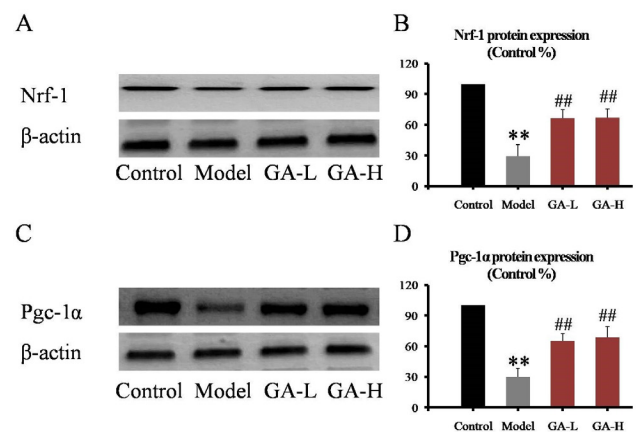 A
Nrf-1
β-actin
Control Model GA-L GA-H
B
Nrf-1 protein expression
(Control %)
120
90
60
30
0
**
##
##
Control Model GA-L GA-H
C
Pgc-1α
β-actin
Control Model GA-L GA-H
D
Pgc-1α protein expression
(Control %)
120
90
60
30
0
**
##
##
Control Model GA-L GA-H